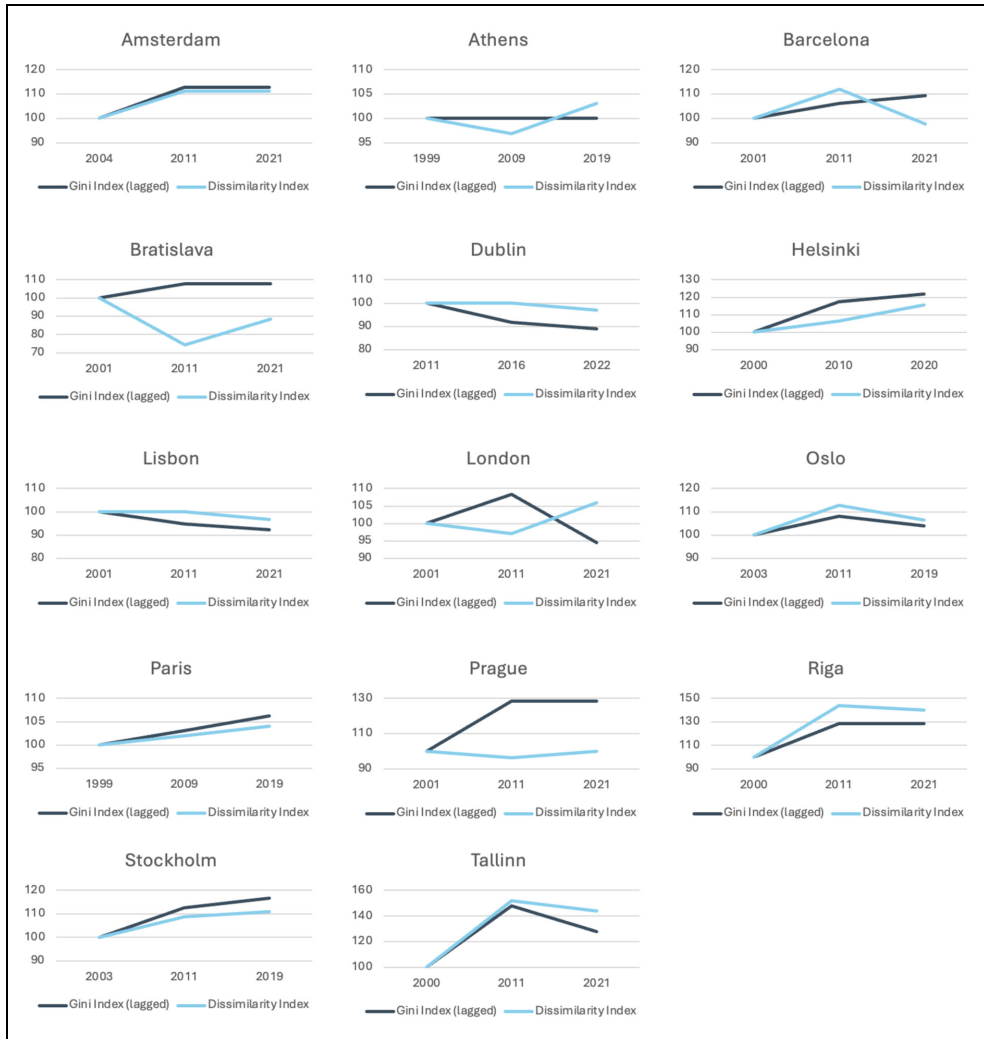 Amsterdam
120
110
100
90
2004 2011 2021
Gini Index (lagged) Dissimilarity Index
Athens
110
105
100
95
1999 2009 2019
Gini Index (lagged) Dissimilarity Index
Barcelona
120
110
100
90
2001 2011 2021
Gini Index (lagged) Dissimilarity Index
Bratislava
110
100
90
80
70
2001 2011 2021
Gini Index (lagged) Dissimilarity Index
Dublin
110
100
90
80
2011 2016 2022
Gini Index (lagged) Dissimilarity Index
Helsinki
130
120
110
100
90
2000 2010 2020
Gini Index (lagged) Dissimilarity Index
Lisbon
110
100
90
80
2001 2011 2021
Gini Index (lagged) Dissimilarity Index
London
110
105
100
95
90
2001 2011 2021
Gini Index (lagged) Dissimilarity Index
Oslo
120
110
100
90
2003 2011 2019
Gini Index (lagged) Dissimilarity Index
Paris
110
105
100
95
1999 2009 2019
Gini Index (lagged) Dissimilarity Index
Prague
130
110
90
2001 2011 2021
Gini Index (lagged) Dissimilarity Index
Riga
150
130
110
90
2000 2011 2021
Gini Index (lagged) Dissimilarity Index
Stockholm
120
110
100
90
2003 2011 2019
Gini Index (lagged) Dissimilarity Index
Tallinn
160
140
120
100
2000 2011 2021
Gini Index (lagged) Dissimilarity Index